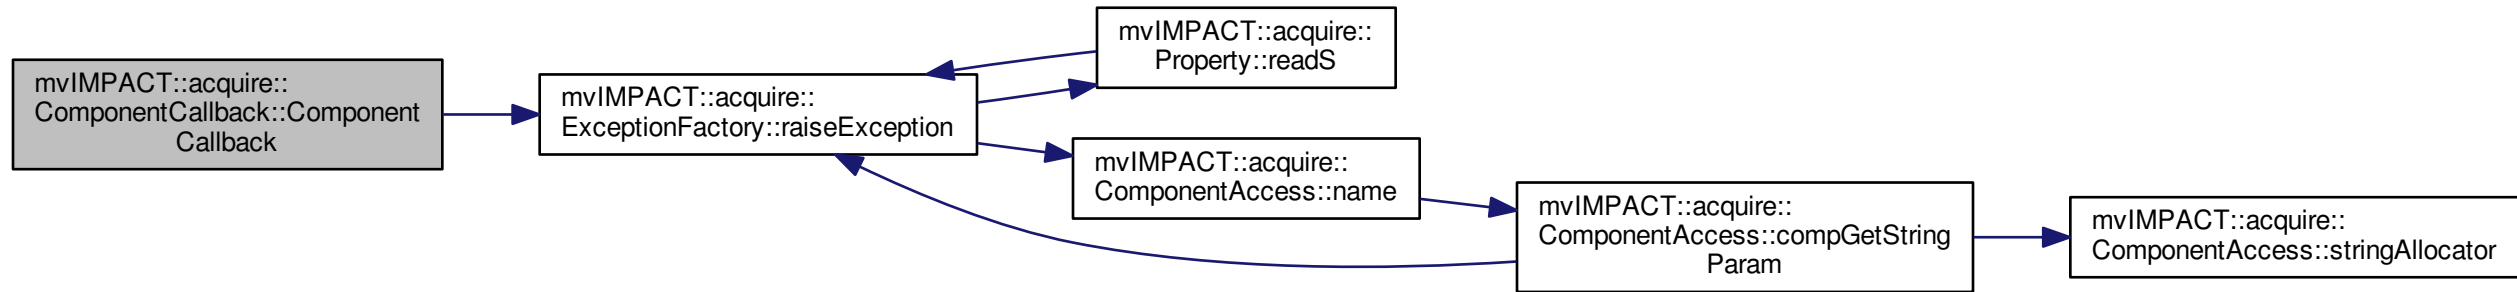 mvIMPACT::acquire::
ComponentCallback::Component
Callback
mvIMPACT::acquire::
ExceptionFactory::raiseException
mvIMPACT::acquire::
Property::readS
mvIMPACT::acquire::
ComponentAccess::name
mvIMPACT::acquire::
ComponentAccess::compGetString
Param
mvIMPACT::acquire::
ComponentAccess::stringAllocator